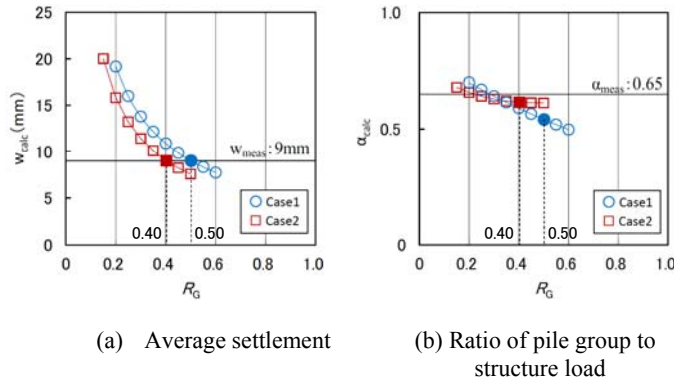 25
20
15
10
5
0
w_calc (mm)
w_meas : 9mm
Case1
Case2
0.40
0.50
0 0.2 0.4 0.6 0.8 1.0
R_G
(a) Average settlement
1.0
0.5
0
α_calc
α_meas : 0.65
Case1
Case2
0.40
0.50
0 0.2 0.4 0.6 0.8 1.0
R_G
(b) Ratio of pile group to
structure load